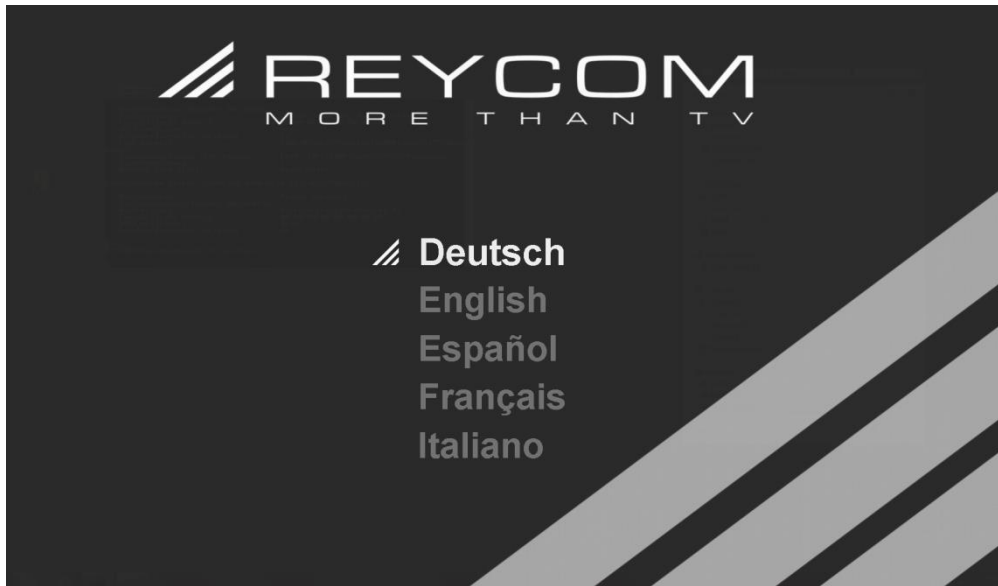 REYCOM
MORE THAN TV
Deutsch
English
Español
Français
Italiano